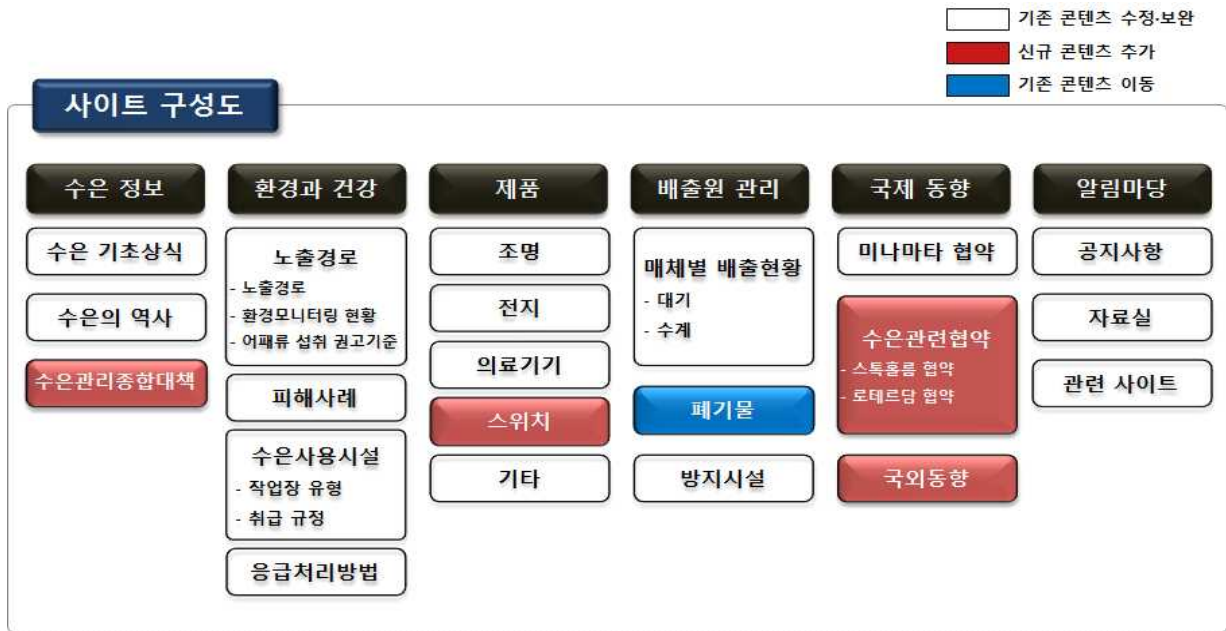 기존 콘텐츠 수정·보완
신규 콘텐츠 추가
기존 콘텐츠 이동
사이트 구성도
수은 정보
수은 기초상식
수은의 역사
수은관리종합대책
환경과 건강
노출경로
- 노출경로
- 환경모니터링 현황
- 어패류 섭취 권고기준
피해사례
수은사용시설
- 작업장 유형
- 취급 규정
응급처리방법
제품
조명
전지
의료기기
스위치
기타
배출원 관리
매체별 배출현황
- 대기
- 수계
폐기물
방지시설
국제 동향
미나마타 협약
수은관련협약
- 스톡홀름 협약
- 로테르담 협약
국외동향
알림마당
공지사항
자료실
관련 사이트